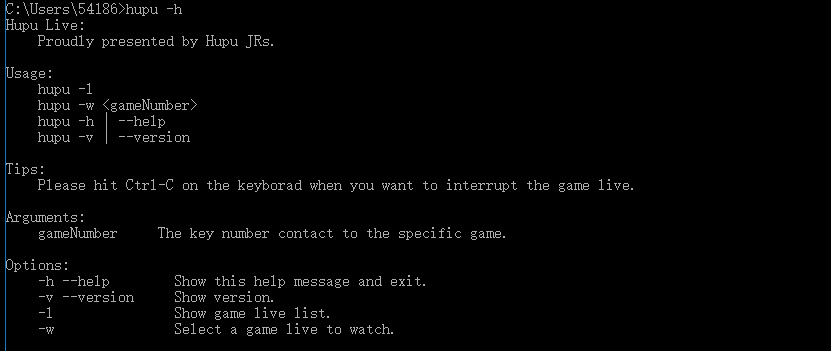 C:\Users\54186>hupu -h
Hupu Live:
    Proudly presented by Hupu JRs.

Usage:
    hupu -l
    hupu -w <gameNumber>
    hupu -h | --help
    hupu -v | --version

Tips:
    Please hit Ctrl-C on the keyborad when you want to interrupt the game live.

Arguments:
    gameNumber     The key number contact to the specific game.

Options:
    -h --help        Show this help message and exit.
    -v --version     Show version.
    -l               Show game live list.
    -w               Select a game live to watch.